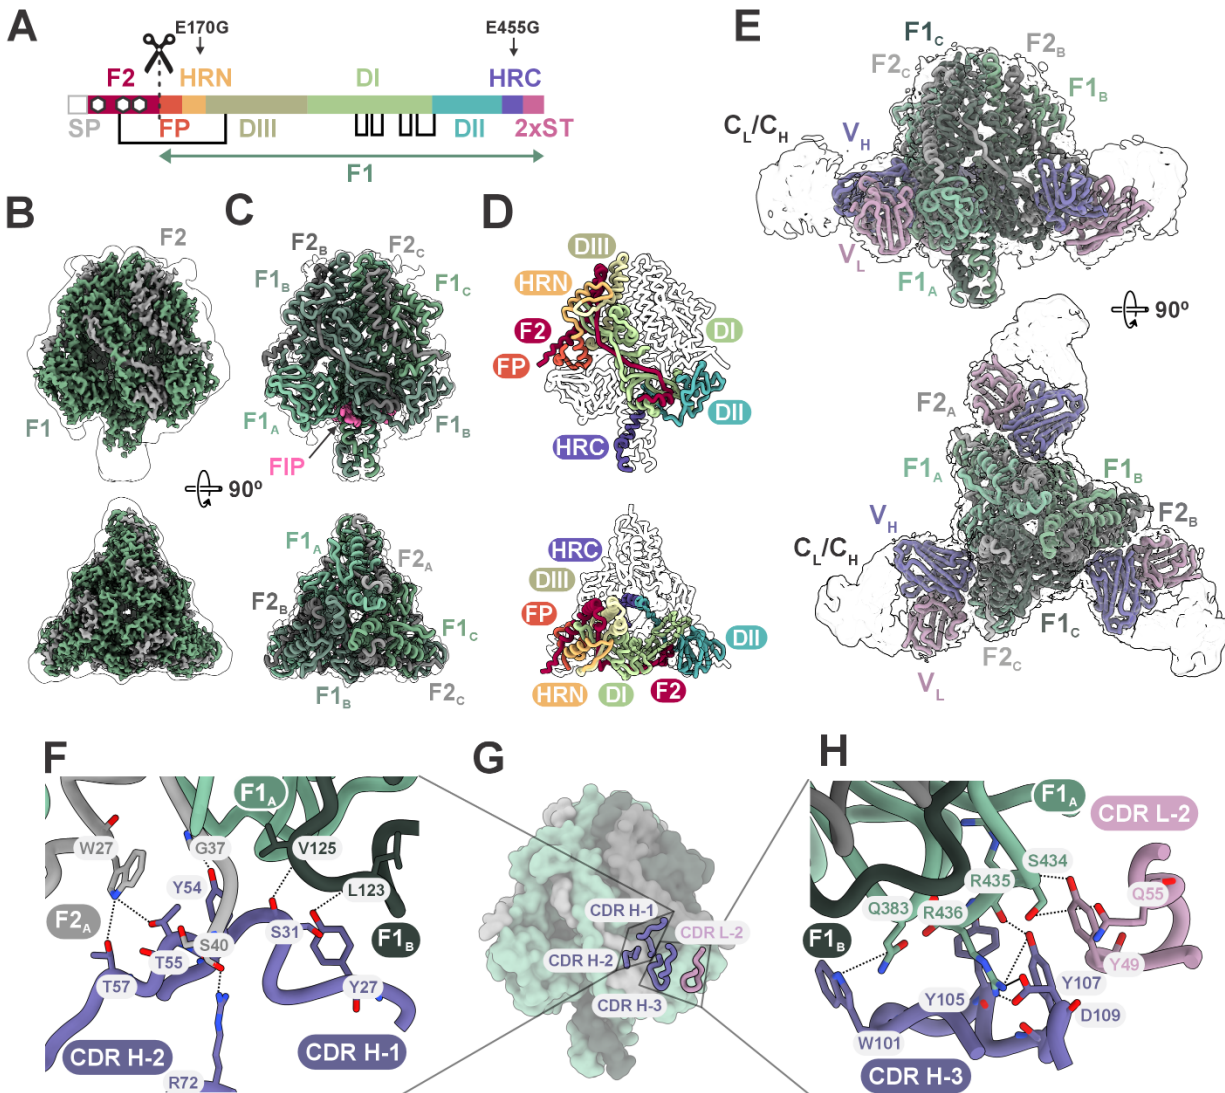 A
E170G
E455G
F2
HRN
DI
HRC
SP
FP
DIII
DII
2xST
F1
B
F2
F1
90º
C
F2B
F2C
F1B
F1C
F1A
F1B
FIP
F1A
F2A
F2B
F1C
F1B
F2C
D
DIII
HRN
F2
DI
FP
DII
HRC
HRC
DIII
FP
DII
HRN
DI
F2
E
F1C
F2B
F2C
F1B
CL/CH
VH
VL
F1A
90º
F2A
F1A
F1B
VH
F2B
CL/CH
F1C
F2C
VL
F
F1A
W27
G37
V125
Y54
L123
F2A
S40
S31
F1B
T55
T57
Y27
CDR H-2
CDR H-1
R72
G
CDR H-1
CDR L-2
CDR H-2
CDR H-3
H
F1A
CDR L-2
S434
R435
Q55
Q383
R436
F1B
Y49
Y105
Y107
D109
W101
CDR H-3